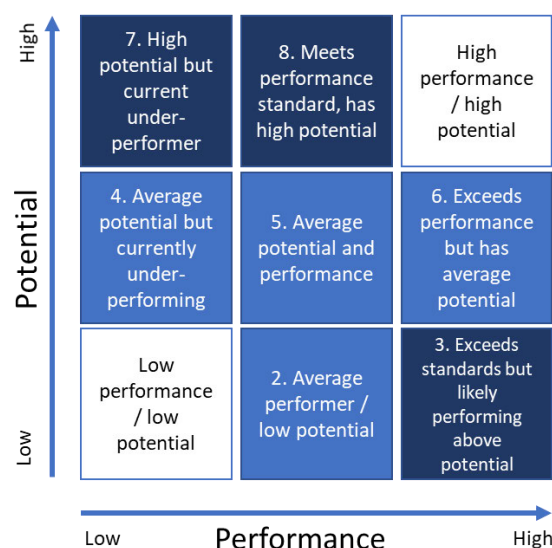 High
7. High
potential but
current
under-
performer
8. Meets
performance
standard, has
high potential
High
performance
/ high
potential
Potential
4. Average
potential but
currently
under-
performing
5. Average
potential and
performance
6. Exceeds
performance
but has
average
potential
Low
Low
performance
/ low
potential
2. Average
performer /
low potential
3. Exceeds
standards but
likely
performing
above
potential
Low
Performance
High